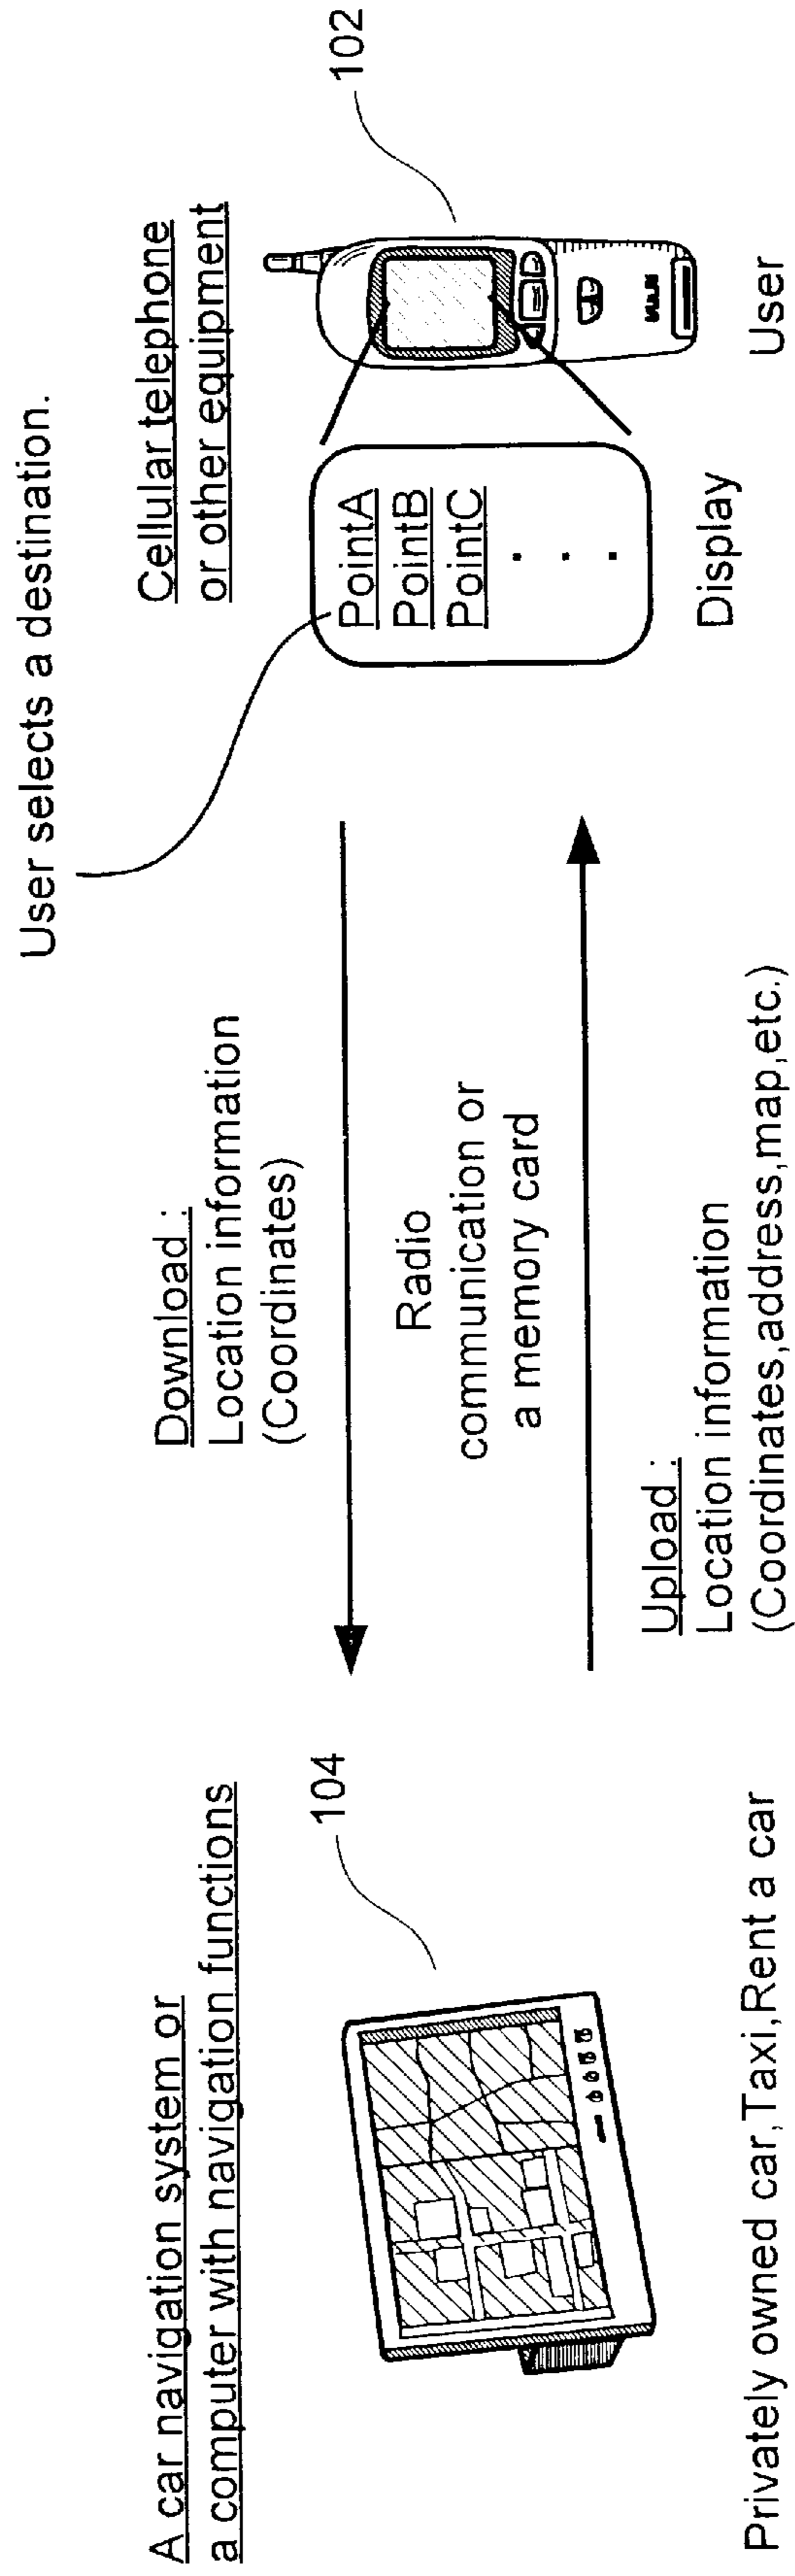 User selects a destination.
A car navigation system or
a computer with navigation functions
104
Privately owned car,Taxi,Rent a car
Download :
Location information
(Coordinates)
Radio
communication or
a memory card
Upload :
Location information
(Coordinates,address,map,etc.)
Cellular telephone
or other equipment
102
PointA
PointB
PointC
Display
User